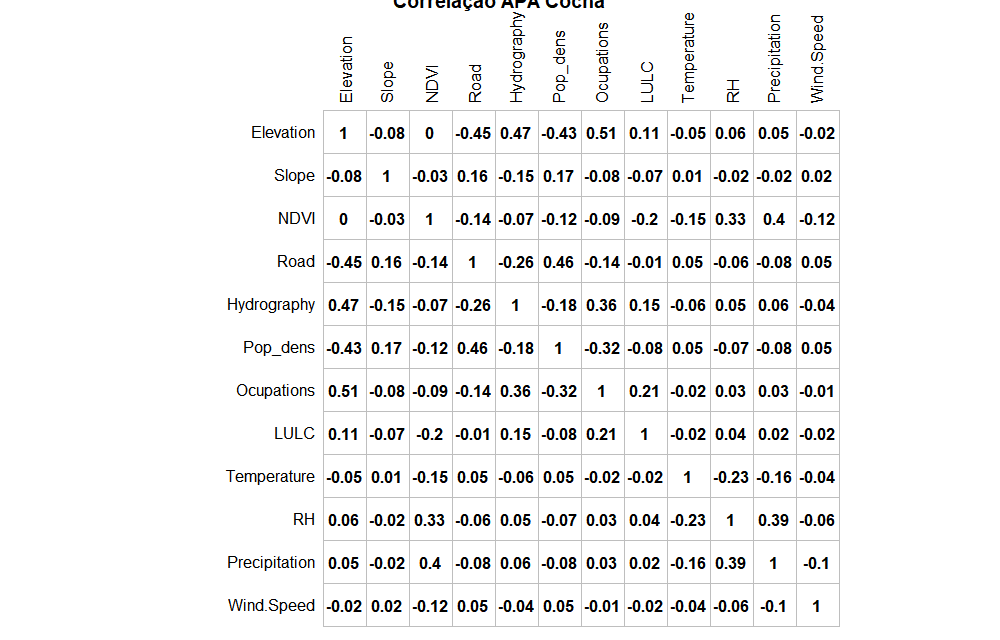 Correlação APA Cocha
Elevation Slope NDVI Road Hydrography Pop_dens Ocupations LULC Temperature RH Precipitation Wind.Speed
Elevation 1 -0.08 0 -0.45 0.47 -0.43 0.51 0.11 -0.05 0.06 0.05 -0.02
Slope -0.08 1 -0.03 0.16 -0.15 0.17 -0.08 -0.07 0.01 -0.02 -0.02 0.02
NDVI 0 -0.03 1 -0.14 -0.07 -0.12 -0.09 -0.2 -0.15 0.33 0.4 -0.12
Road -0.45 0.16 -0.14 1 -0.26 0.46 -0.14 -0.01 0.05 -0.06 -0.08 0.05
Hydrography 0.47 -0.15 -0.07 -0.26 1 -0.18 0.36 0.15 -0.06 0.05 0.06 -0.04
Pop_dens -0.43 0.17 -0.12 0.46 -0.18 1 -0.32 -0.08 0.05 -0.07 -0.08 0.05
Ocupations 0.51 -0.08 -0.09 -0.14 0.36 -0.32 1 0.21 -0.02 0.03 0.03 -0.01
LULC 0.11 -0.07 -0.2 -0.01 0.15 -0.08 0.21 1 -0.02 0.04 0.02 -0.02
Temperature -0.05 0.01 -0.15 0.05 -0.06 0.05 -0.02 -0.02 1 -0.23 -0.16 -0.04
RH 0.06 -0.02 0.33 -0.06 0.05 -0.07 0.03 0.04 -0.23 1 0.39 -0.06
Precipitation 0.05 -0.02 0.4 -0.08 0.06 -0.08 0.03 0.02 -0.16 0.39 1 -0.1
Wind.Speed -0.02 0.02 -0.12 0.05 -0.04 0.05 -0.01 -0.02 -0.04 -0.06 -0.1 1